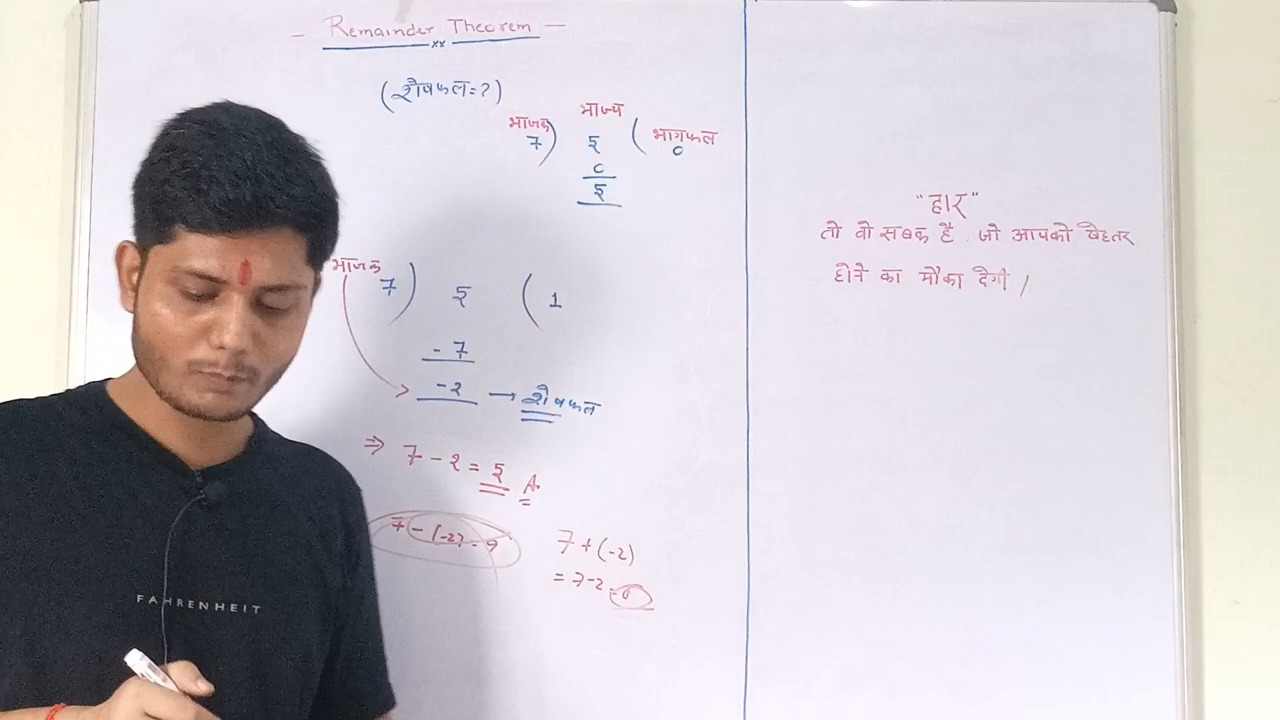 - Remainder Theorem -
xx
(शेषफल=?)
भाजक भाज्य भागफल
7) 5 ( 0
0
5
भाजक
7) 5 ( 1
- 7
-2 → शेषफल
⇒ 7 - 2 = 5 A
7 - (-2) = 9
7 + (-2)
= 7-2 =
"हार"
तो वो सबक है जो आपको बेहतर
होने का मौका देगी /
FAHRENHEIT